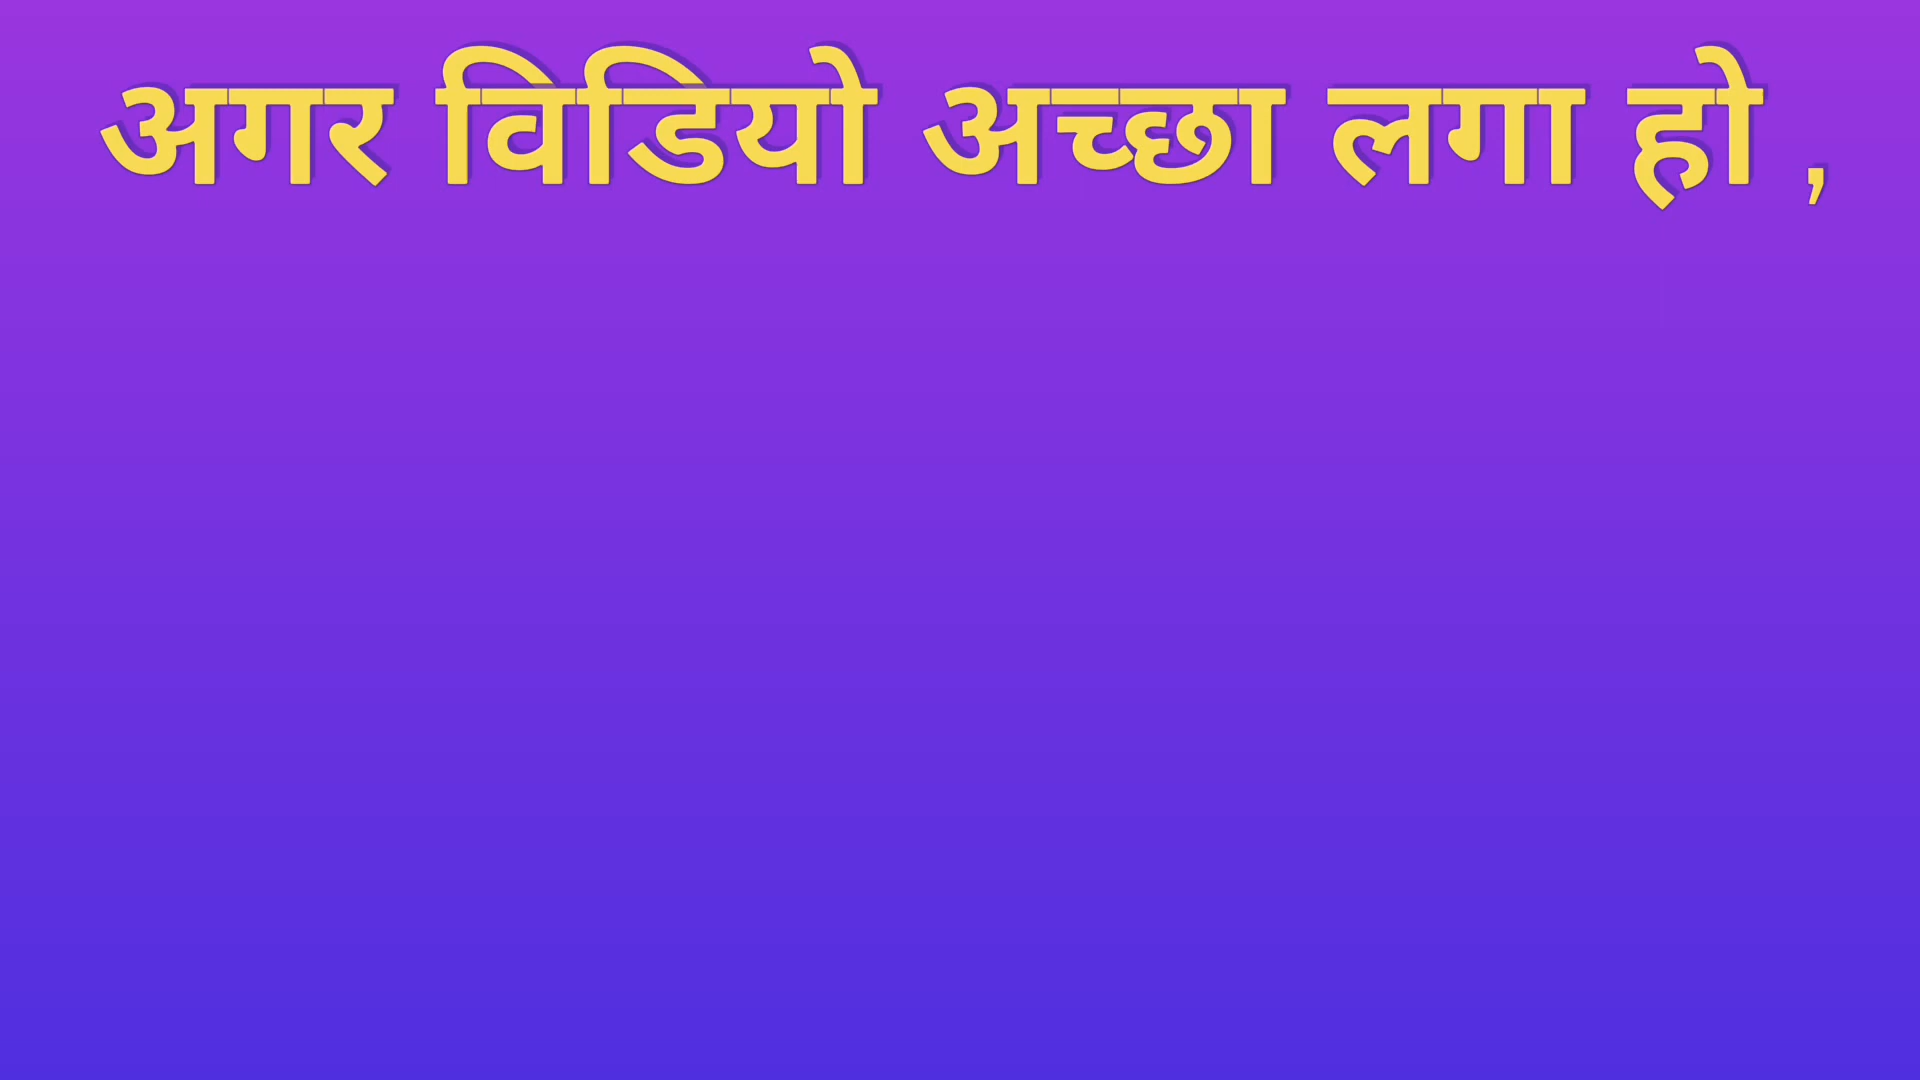 अगर विडियो अच्छा लगा हो ,